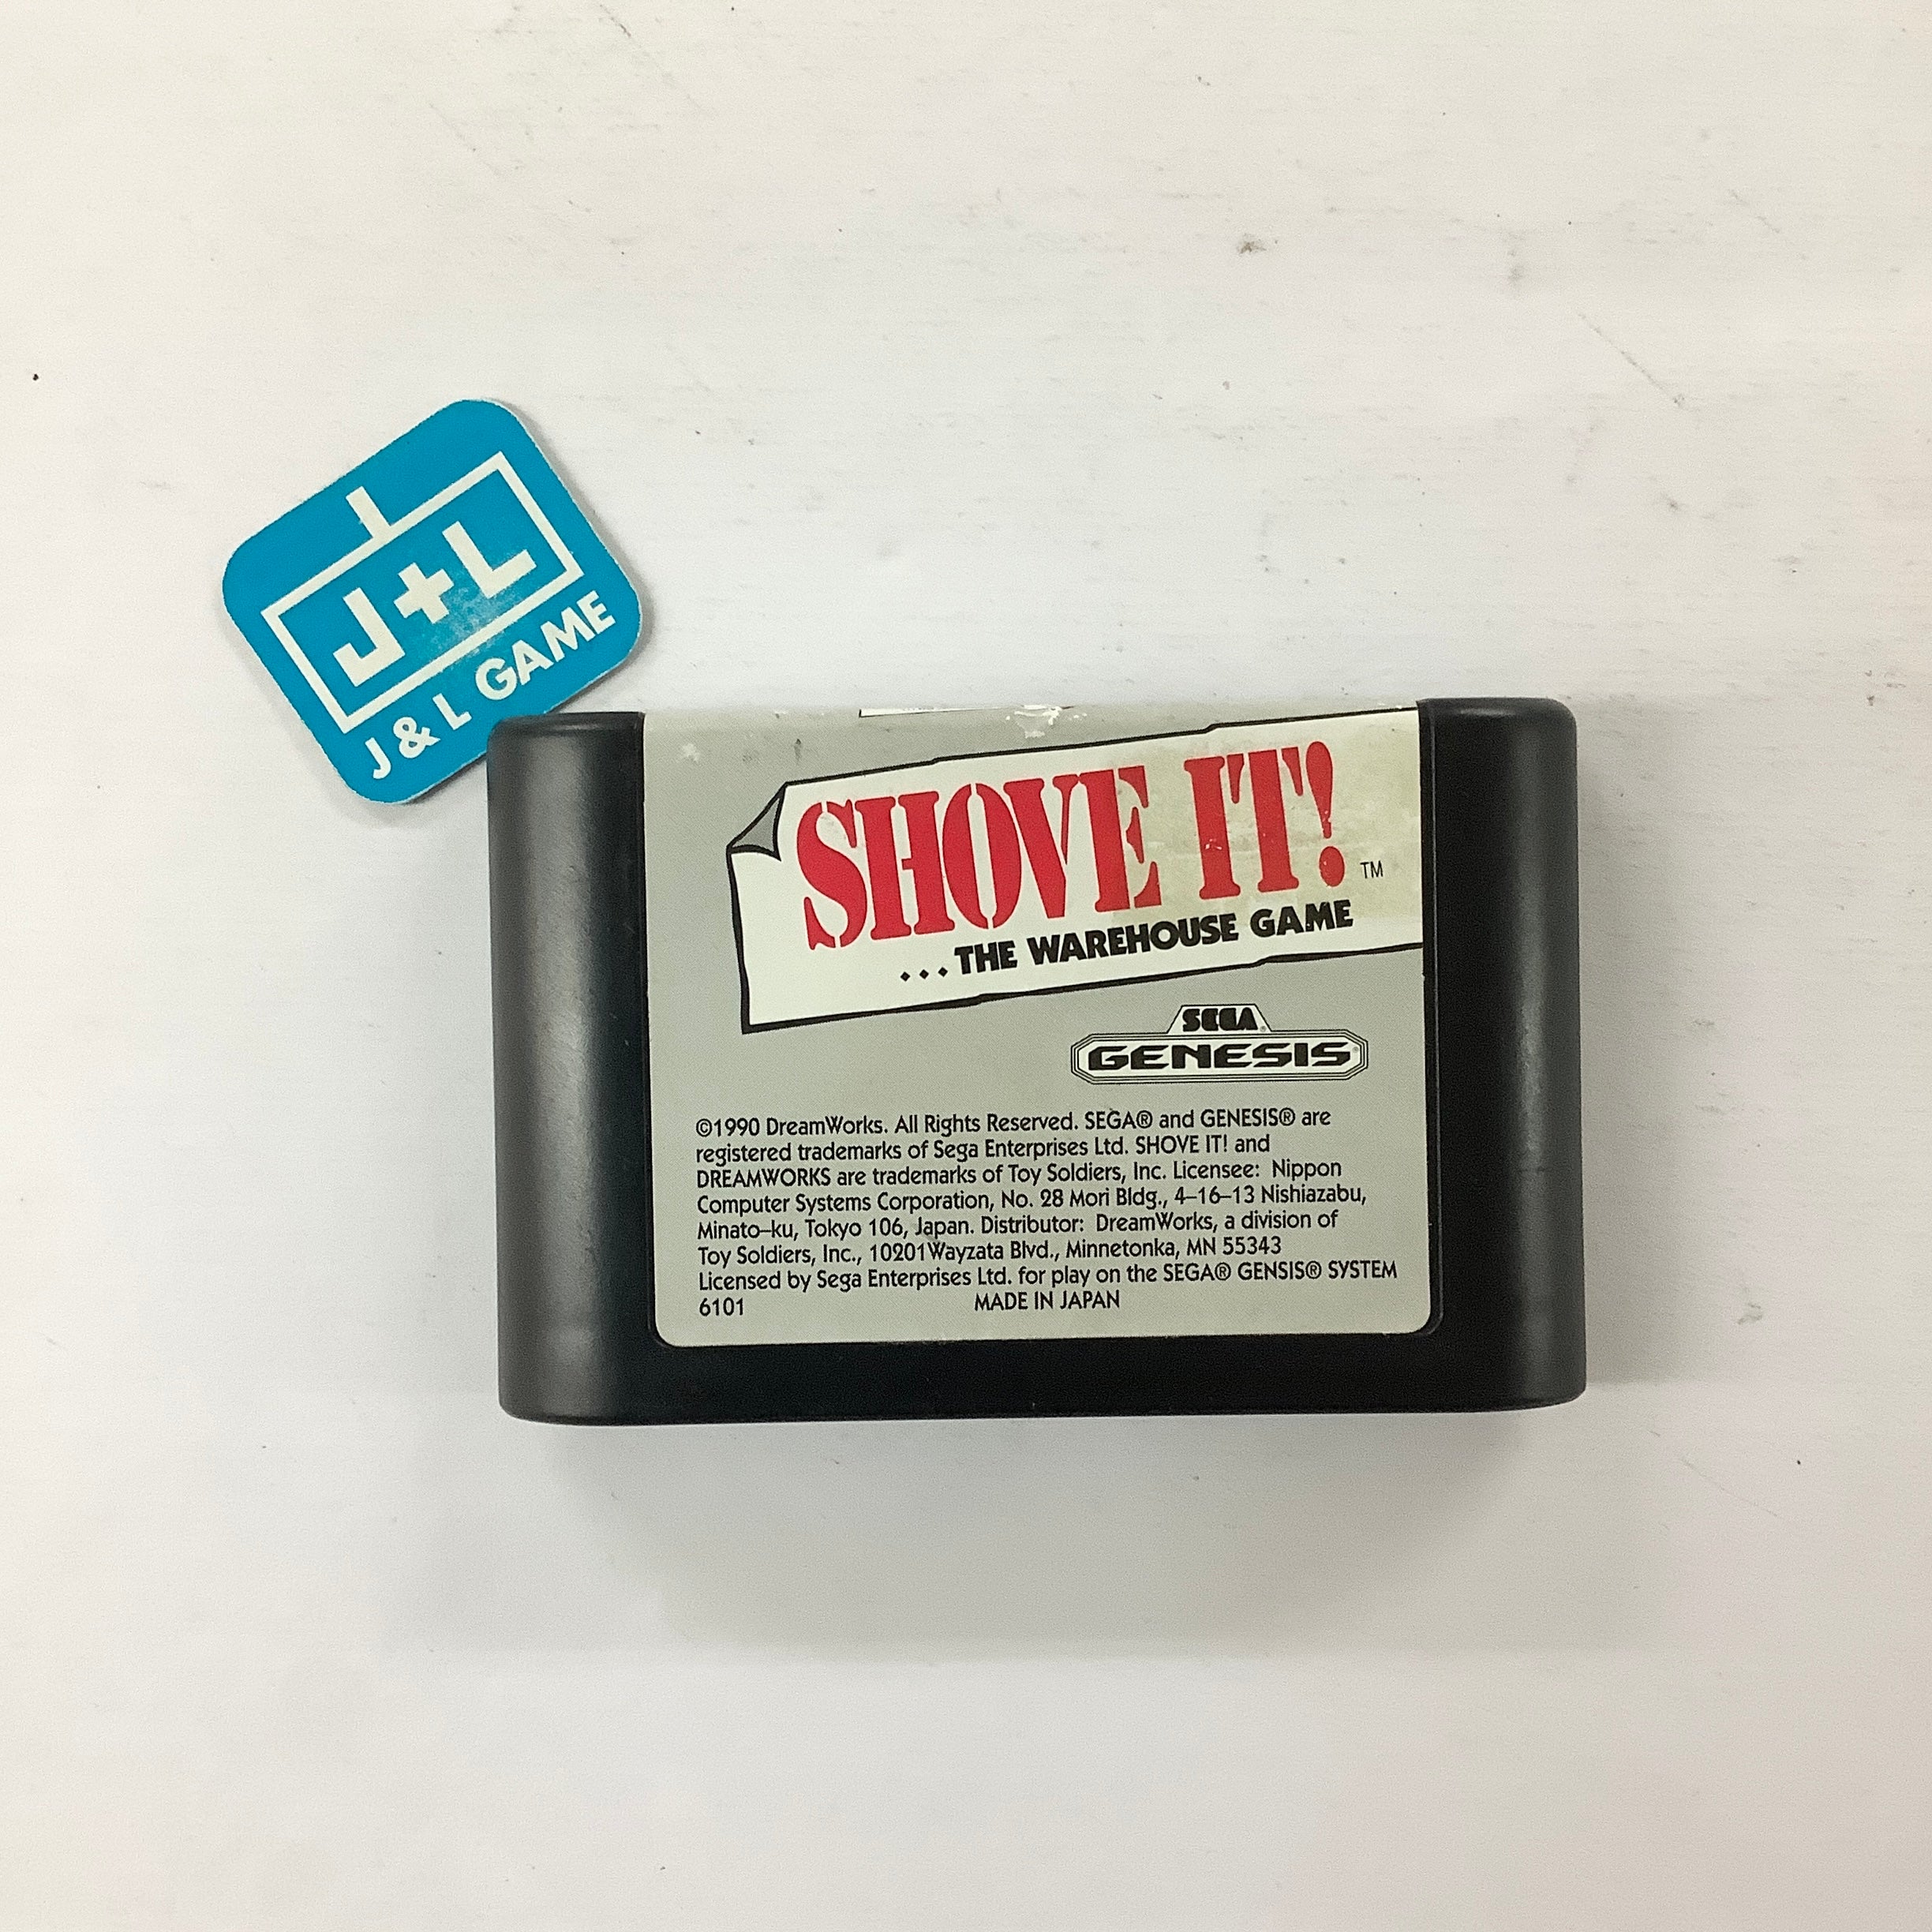 J+L
J & L GAME
SHOVE IT! TM
...THE WAREHOUSE GAME
SEGA®
GENESIS®
©1990 DreamWorks. All Rights Reserved. SEGA® and GENESIS® are
registered trademarks of Sega Enterprises Ltd. SHOVE IT! and
DREAMWORKS are trademarks of Toy Soldiers, Inc. Licensee: Nippon
Computer Systems Corporation, No. 28 Mori Bldg., 4–16–13 Nishiazabu,
Minato–ku, Tokyo 106, Japan. Distributor: DreamWorks, a division of
Toy Soldiers, Inc., 10201Wayzata Blvd., Minnetonka, MN 55343
Licensed by Sega Enterprises Ltd. for play on the SEGA® GENSIS® SYSTEM
6101 MADE IN JAPAN